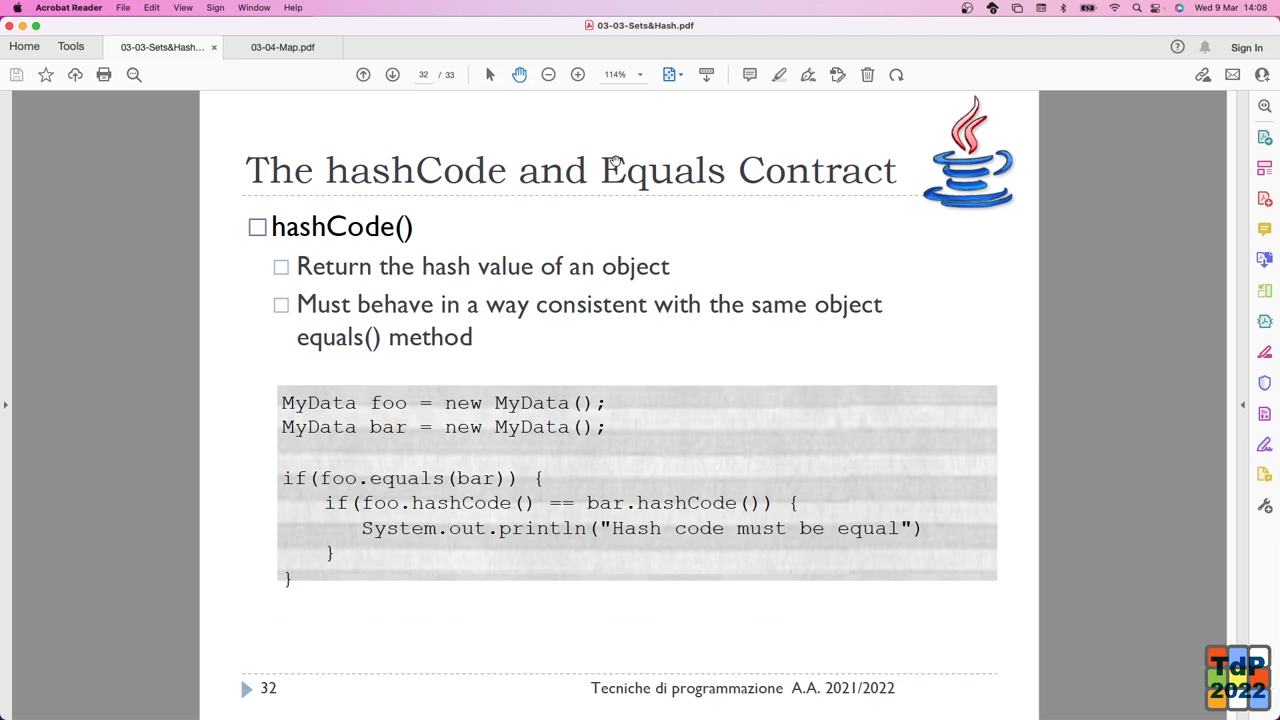 Acrobat Reader File Edit View Sign Window Help Wed 9 Mar 14:08
03-03-Sets&Hash.pdf
Home Tools 03-03-Sets&Hash... × 03-04-Map.pdf Sign In
32 / 33 114%
The hashCode and Equals Contract
hashCode()
Return the hash value of an object
Must behave in a way consistent with the same object
equals() method
MyData foo = new MyData();
MyData bar = new MyData();
if(foo.equals(bar)) {
if(foo.hashCode() == bar.hashCode()) {
System.out.println("Hash code must be equal")
}
}
32 Tecniche di programmazione A.A. 2021/2022
TdP
2022